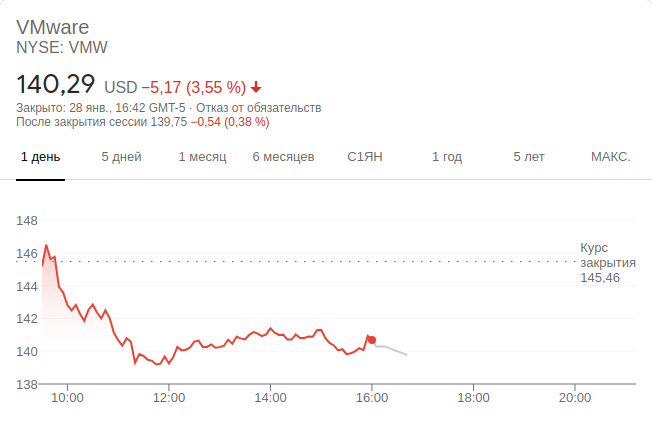 VMware
NYSE: VMW
140,29 USD −5,17 (3,55 %)
Закрыто: 28 янв., 16:42 GMT-5 · Отказ от обязательств
После закрытия сессии 139,75 −0,54 (0,38 %)
1 день 5 дней 1 месяц 6 месяцев С1ЯН 1 год 5 лет МАКС.
148
146
144
142
140
138
Курс
закрытия
145,46
10:00 12:00 14:00 16:00 18:00 20:00